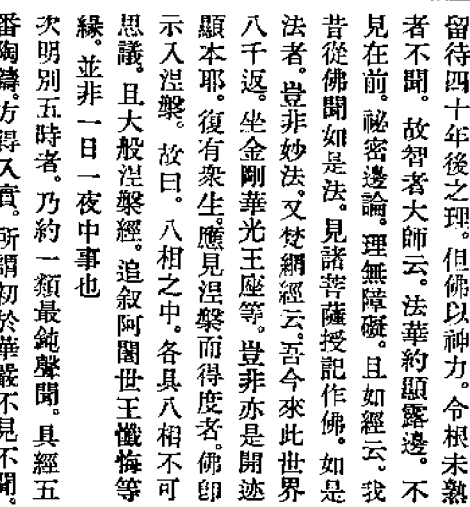 留待四十年後之理。但佛以神力。令根未熟
者不聞。故智者大師云。法華約顯露邊。不
見在前。祕密邊論。理無障礙。且如經云。我
昔從佛聞如是法。見諸菩薩授記作佛。如是
法者。豈非妙法。又梵網經云。吾今來此世界
八千返。坐金剛華光王座等。豈非亦是開迹
顯本耶。復有衆生。應見涅槃而得度者。佛卽
示入涅槃。故曰。八相之中。各具八相不可
思議。且大般涅槃經。追叙阿闍世王懺悔等
緣。並非一日一夜中事也
次明別五時者。乃約一類最鈍聲聞。具經五
番陶鑄。方得入實。所謂初於華嚴不見不聞。